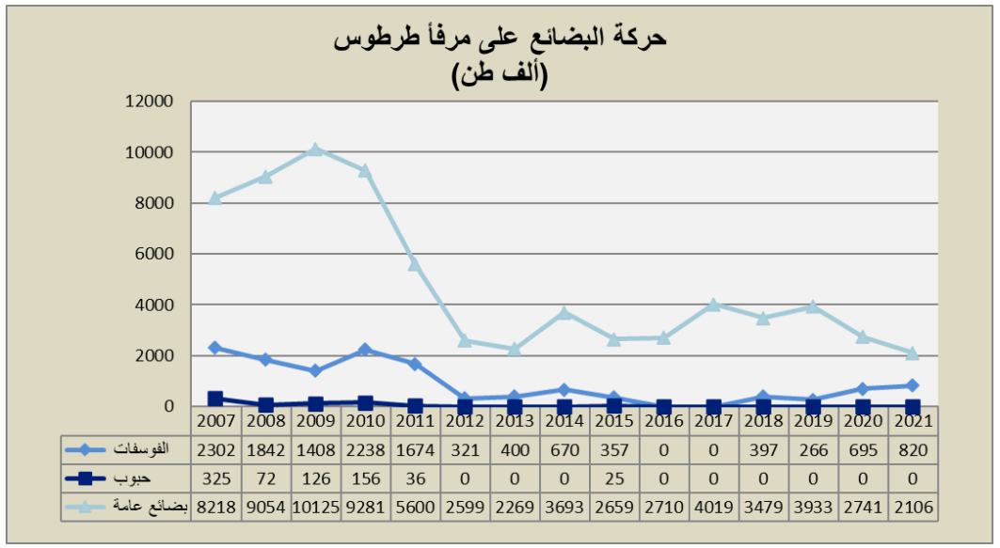 حركة البضائع على مرفأ طرطوس
(ألف طن)
12000
10000
8000
6000
4000
2000
0
2007 2008 2009 2010 2011 2012 2013 2014 2015 2016 2017 2018 2019 2020 2021
الفوسفات 2302 1842 1408 2238 1674 321 400 670 357 0 0 397 266 695 820
حبوب 325 72 126 156 36 0 0 0 25 0 0 0 0 0 0
بضائع عامة 8218 9054 10125 9281 5600 2599 2269 3693 2659 2710 4019 3479 3933 2741 2106